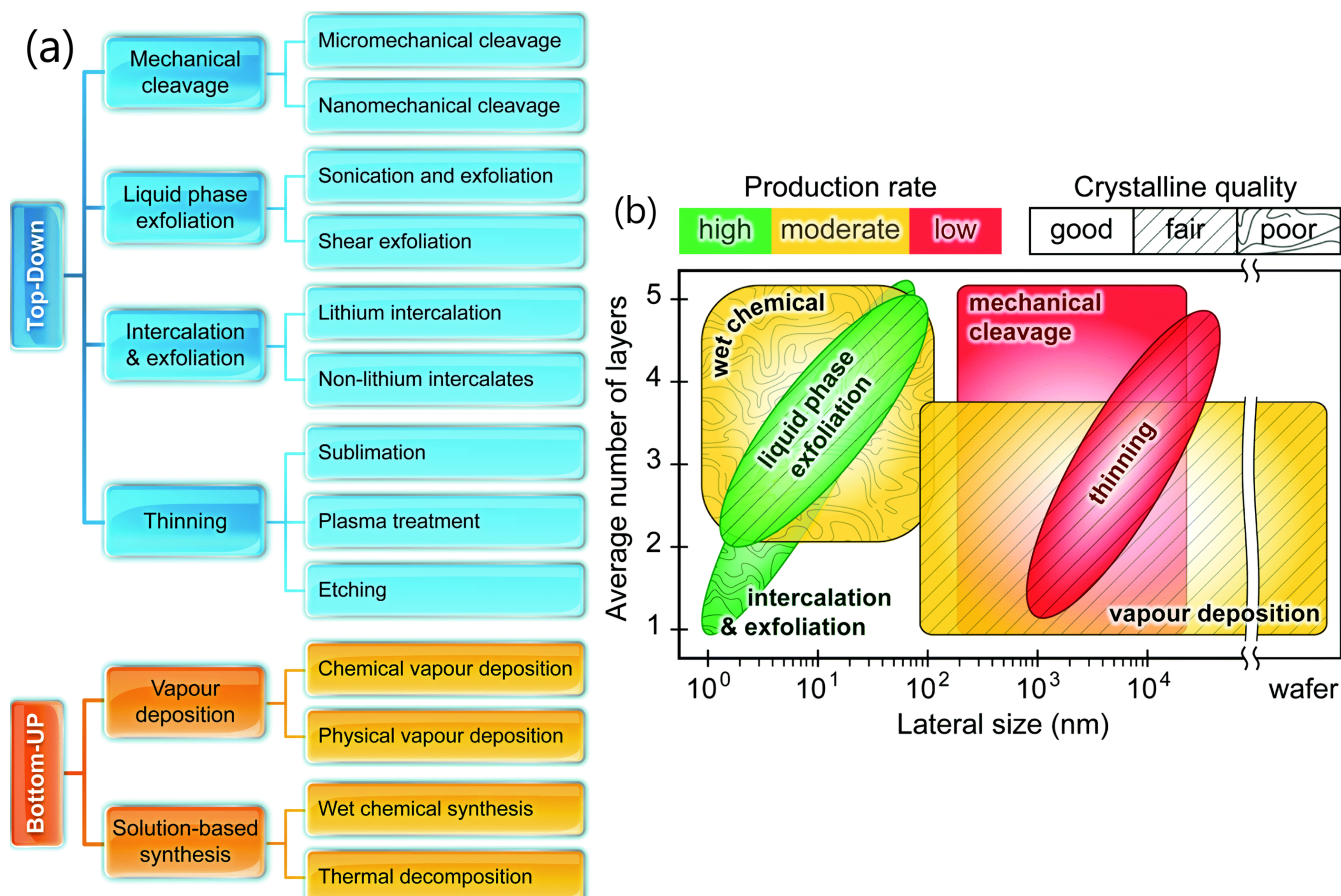 (a)
Top-Down
Mechanical
cleavage
Micromechanical cleavage
Nanomechanical cleavage
Liquid phase
exfoliation
Sonication and exfoliation
Shear exfoliation
Intercalation
& exfoliation
Lithium intercalation
Non-lithium intercalates
Thinning
Sublimation
Plasma treatment
Etching
Bottom-UP
Vapour
deposition
Chemical vapour deposition
Physical vapour deposition
Solution-based
synthesis
Wet chemical synthesis
Thermal decomposition
(b)
Production rate
high moderate low
Crystalline quality
good fair poor
Average number of layers
5
4
3
2
1
wet chemical
liquid phase
exfoliation
intercalation
& exfoliation
mechanical
cleavage
thinning
vapour deposition
10⁰ 10¹ 10² 10³ 10⁴ wafer
Lateral size (nm)